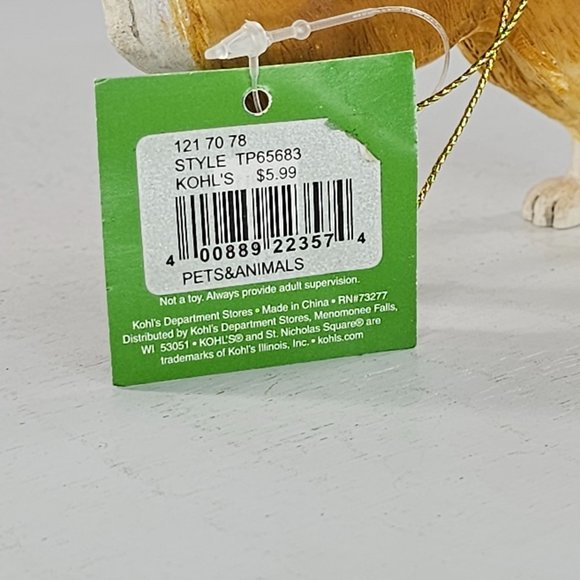 121 70 78
STYLE TP65683
KOHL'S $5.99
4 00889 22357 4
PETS&ANIMALS
Not a toy. Always provide adult supervision.
Kohl's Department Stores • Made in China • RN#73277
Distributed by Kohl's Department Stores, Menomonee Falls,
WI 53051 • KOHL'S® and St. Nicholas Square® are
trademarks of Kohl's Illinois, Inc. • kohls.com